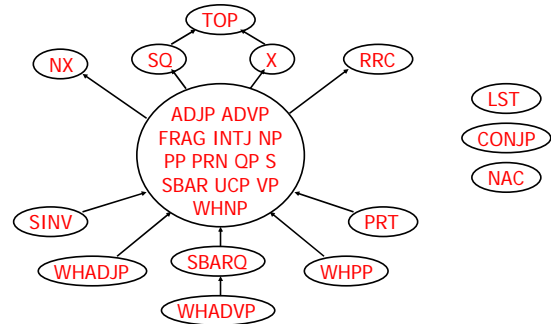 TOP
SQ
X
NX
RRC
ADJP ADVP
FRAG INTJ NP
PP PRN QP S
SBAR UCP VP
WHNP
LST
CONJP
NAC
SINV
PRT
WHADJP
SBARQ
WHPP
WHADVP